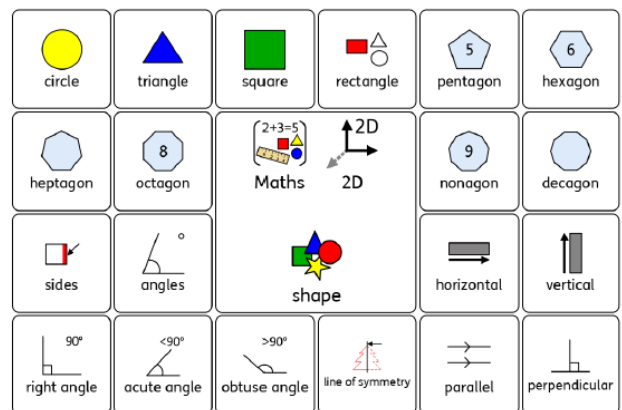 circle
triangle
square
rectangle
5
pentagon
6
hexagon
heptagon
8
octagon
2+3=5
Maths
2D
2D
9
nonagon
decagon
sides
angles
shape
horizontal
vertical
90°
right angle
<90°
acute angle
>90°
obtuse angle
line of symmetry
parallel
perpendicular